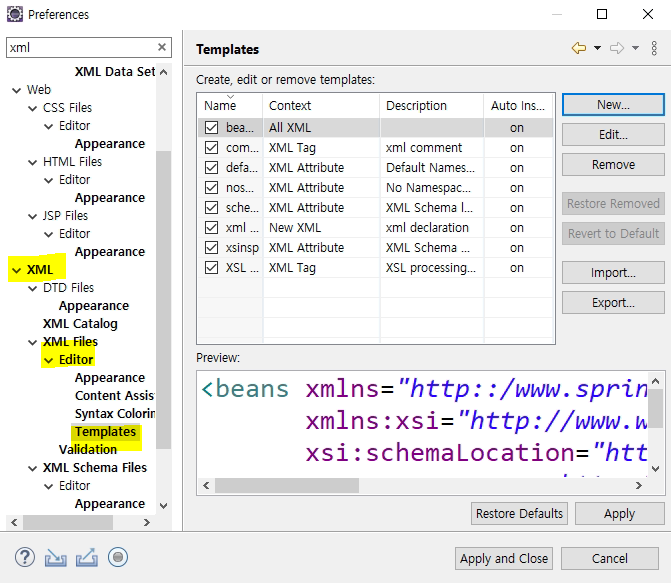 Preferences
xml
Templates
XML Data Set
Web
CSS Files
Editor
Appearance
HTML Files
Editor
Appearance
JSP Files
Editor
Appearance
XML
DTD Files
Appearance
XML Catalog
XML Files
Editor
Appearance
Content Assis
Syntax Colorin
Templates
Validation
XML Schema Files
Editor
Appearance
Create, edit or remove templates:
Name Context Description Auto Ins...
bea... All XML on
com... XML Tag xml comment on
defa... XML Attribute Default Names... on
nos... XML Attribute No Namespac... on
sche... XML Attribute XML Schema l... on
xml ... New XML xml declaration on
xsinsp XML Attribute XML Schema ... on
XSL ... XML Tag XSL processing... on
New...
Edit...
Remove
Restore Removed
Revert to Default
Import...
Export...
Preview:
<beans xmlns="http::/www.sprin
xmlns:xsi="http://www.w
xsi:schemaLocation="htt
Restore Defaults Apply
? Apply and Close Cancel